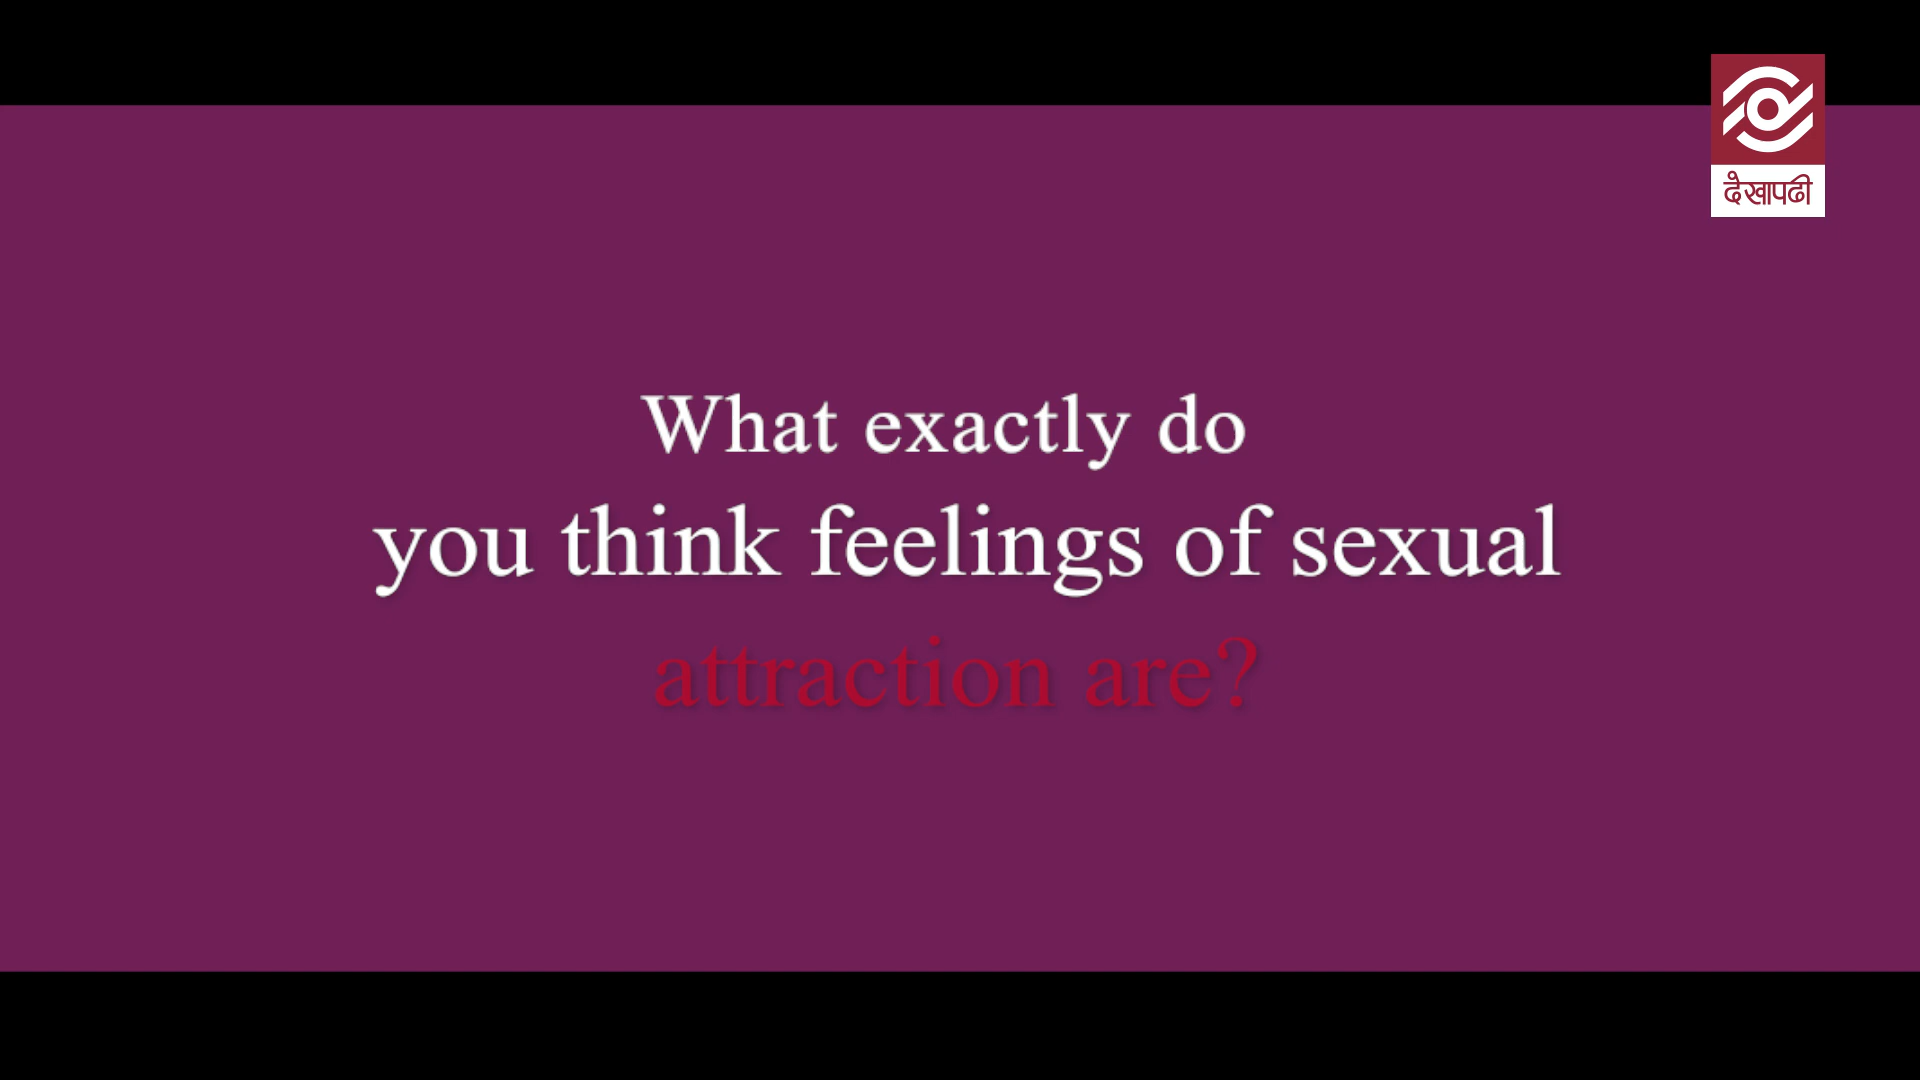 देखापढी
What exactly do
you think feelings of sexual
attraction are?